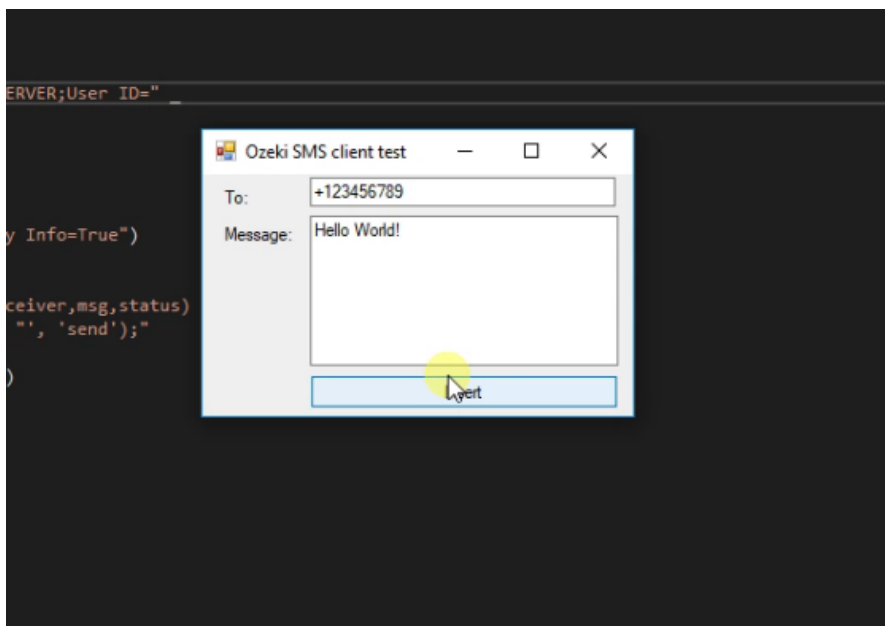 ERVER;User ID=" _
Ozeki SMS client test
To:
+123456789
y Info=True")
Message:
Hello World!
ceiver,msg,status)
"', 'send');"
)